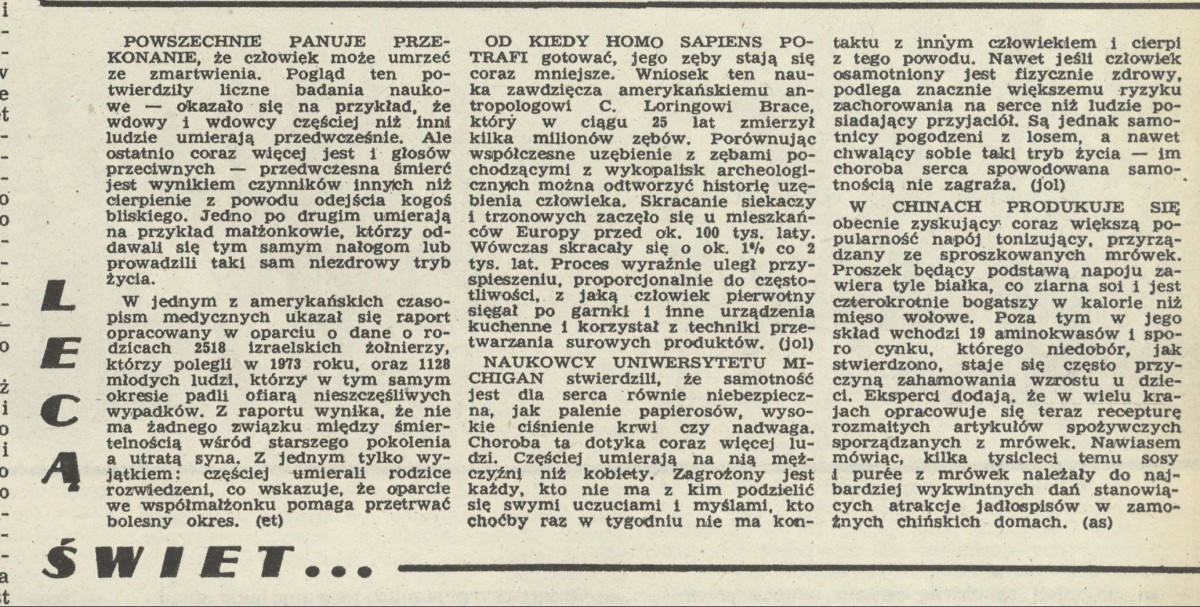 POWSZECHNIE PANUJE PRZE-
KONANIE, że człowiek może umrzeć
ze zmartwienia. Pogląd ten po-
twierdziły liczne badania nauko-
we — okazało się na przykład, że
wdowy i wdowcy częściej niż inni
ludzie umierają przedwcześnie. Ale
ostatnio coraz więcej jest i głosów
przeciwnych — przedwczesna śmierć
jest wynikiem czynników innych niż
cierpienie z powodu odejścia kogoś
bliskiego. Jedno po drugim umierają
na przykład małżonkowie, którzy od-
dawali się tym samym nałogom lub
prowadzili taki sam niezdrowy tryb
życia.
W jednym z amerykańskich czaso-
pism medycznych ukazał się raport
opracowany w oparciu o dane o ro-
dzicach 2518 izraelskich żołnierzy,
którzy polegli w 1973 roku, oraz 1128
młodych ludzi, którzy w tym samym
okresie padli ofiarą nieszczęśliwych
wypadków. Z raportu wynika, że nie
ma żadnego związku między śmier-
telnością wśród starszego pokolenia
a utratą syna. Z jednym tylko wy-
jątkiem: częściej umierali rodzice
rozwiedzeni, co wskazuje, że oparcie
we współmałżonku pomaga przetrwać
bolesny okres. (et)
OD KIEDY HOMO SAPIENS PO-
TRAFI gotować, jego zęby stają się
coraz mniejsze. Wniosek ten nau-
ka zawdzięcza amerykańskiemu an-
tropologowi C. Loringowi Brace,
który w ciągu 25 lat zmierzył
kilka milionów zębów. Porównując
współczesne uzębienie z zębami po-
chodzącymi z wykopalisk archeologi-
cznych można odtworzyć historię uzę-
bienia człowieka. Skracanie siekaczy
i trzonowych zaczęło się u mieszkań-
ców Europy przed ok. 100 tys. laty.
Wówczas skracały się o ok. 1% co 2
tys. lat. Proces wyraźnie uległ przy-
spieszeniu, proporcjonalnie do często-
tliwości, z jaką człowiek pierwotny
sięgał po garnki i inne urządzenia
kuchenne i korzystał z techniki prze-
twarzania surowych produktów. (jol)
NAUKOWCY UNIWERSYTETU MI-
CHIGAN stwierdzili, że samotność
jest dla serca równie niebezpiecz-
na, jak palenie papierosów, wyso-
kie ciśnienie krwi czy nadwaga.
Choroba ta dotyka coraz więcej lu-
dzi. Częściej umierają na nią męż-
czyźni niż kobiety. Zagrożony jest
każdy, kto nie ma z kim podzielić
się swymi uczuciami i myślami, kto
choćby raz w tygodniu nie ma kon-
taktu z innym człowiekiem i cierpi
z tego powodu. Nawet jeśli człowiek
osamotniony jest fizycznie zdrowy,
podlega znacznie większemu ryzyku
zachorowania na serce niż ludzie po-
siadający przyjaciół. Są jednak samo-
tnicy pogodzeni z losem, a nawet
chwalący sobie taki tryb życia — im
choroba serca spowodowana samo-
tnością nie zagraża. (jol)
W CHINACH PRODUKUJE SIĘ
obecnie zyskujący coraz większą po-
pularność napój tonizujący, przyrzą-
dzany ze sproszkowanych mrówek.
Proszek będący podstawą napoju za-
wiera tyle białka, co ziarna soi i jest
czterokrotnie bogatszy w kalorie niż
mięso wołowe. Poza tym w jego
skład wchodzi 19 aminokwasów i spo-
ro cynku, którego niedobór, jak
stwierdzono, staje się często przy-
czyną zahamowania wzrostu u dzie-
ci. Eksperci dodają, że w wielu kra-
jach opracowuje się teraz recepturę
rozmaitych artykułów spożywczych
sporządzanych z mrówek. Nawiasem
mówiąc, kilka tysięcleci temu sosy
i purée z mrówek należały do naj-
bardziej wykwintnych dań stanowią-
cych atrakcje jadłospisów w zamo-
żnych chińskich domach. (as)
LECĄ
ŚWIET...